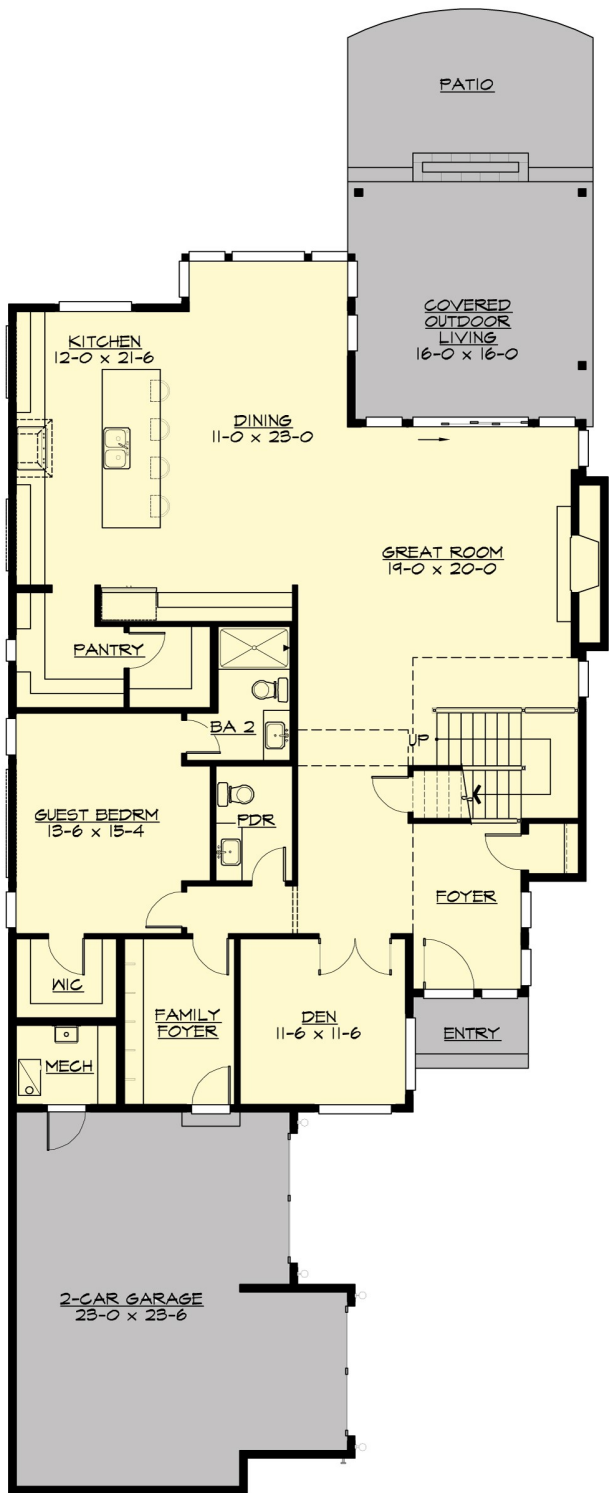 PATIO
COVERED
OUTDOOR
LIVING
16-0 x 16-0
KITCHEN
12-0 x 21-6
DINING
11-0 x 23-0
GREAT ROOM
19-0 x 20-0
PANTRY
BA 2
UP
GUEST BEDRM
13-6 x 15-4
PDR
FOYER
WIC
FAMILY
FOYER
DEN
11-6 x 11-6
ENTRY
MECH
2-CAR GARAGE
23-0 x 23-6